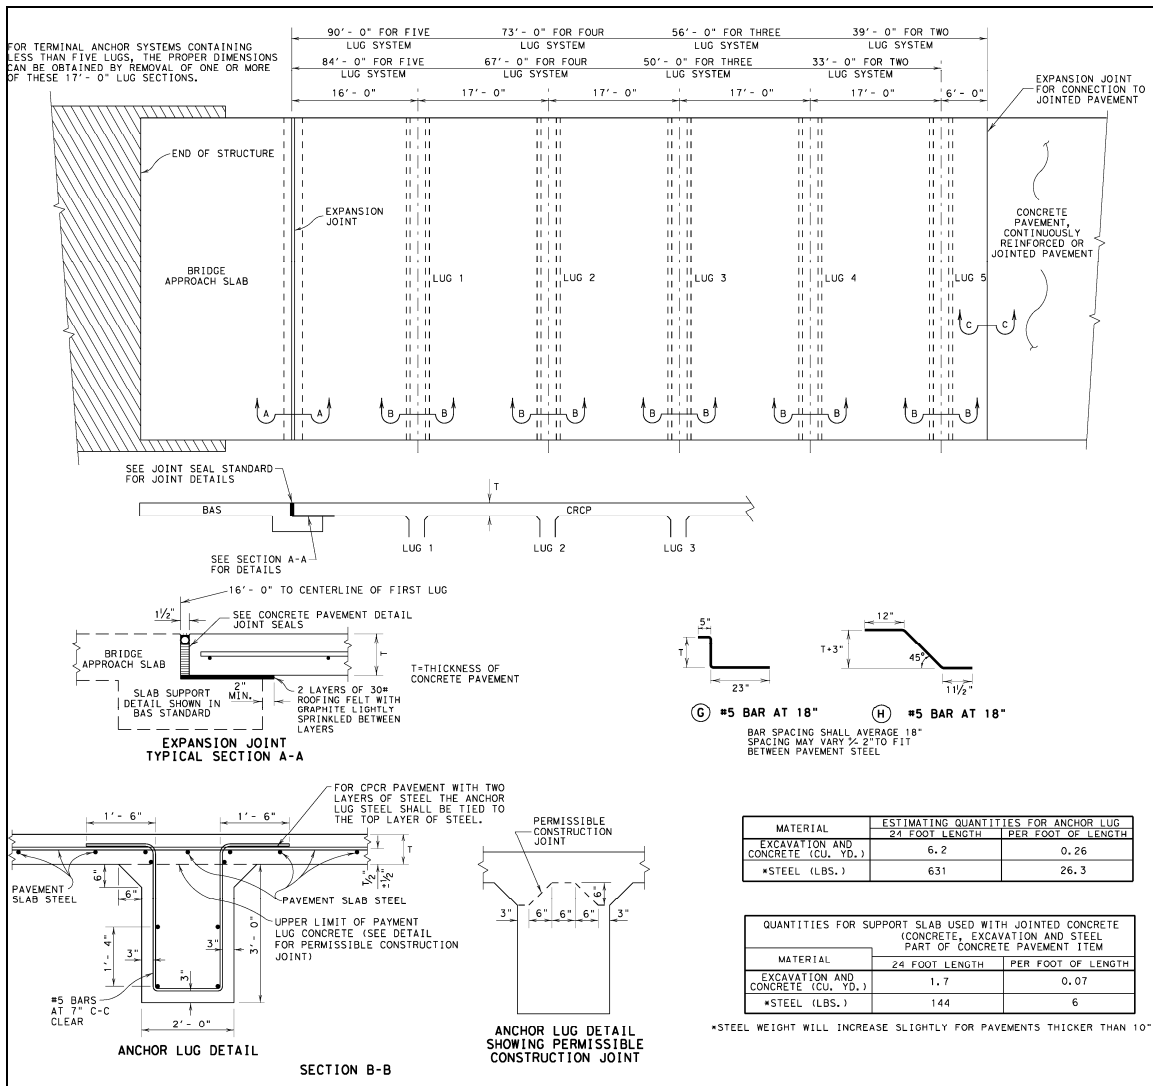 90'- 0" FOR FIVE
LUG SYSTEM
73'- 0" FOR FOUR
LUG SYSTEM
56'- 0" FOR THREE
LUG SYSTEM
39'- 0" FOR TWO
LUG SYSTEM
FOR TERMINAL ANCHOR SYSTEMS CONTAINING
LESS THAN FIVE LUGS, THE PROPER DIMENSIONS
CAN BE OBTAINED BY REMOVAL OF ONE OR MORE
OF THESE 17'- 0" LUG SECTIONS.
84'- 0" FOR FIVE
LUG SYSTEM
67'- 0" FOR FOUR
LUG SYSTEM
50'- 0" FOR THREE
LUG SYSTEM
33'- 0" FOR TWO
LUG SYSTEM
16'- 0"
17'- 0"
17'- 0"
17'- 0"
17'- 0"
6'- 0"
EXPANSION JOINT
FOR CONNECTION TO
JOINTED PAVEMENT
END OF STRUCTURE
EXPANSION
JOINT
CONCRETE
PAVEMENT,
CONTINUOUSLY
REINFORCED OR
JOINTED PAVEMENT
BRIDGE
APPROACH SLAB
LUG 1
LUG 2
LUG 3
LUG 4
LUG 5
C C
A A
B B
B B
B B
B B
B B
SEE JOINT SEAL STANDARD
FOR JOINT DETAILS
T
BAS
CRCP
LUG 1
LUG 2
LUG 3
SEE SECTION A-A
FOR DETAILS
16'- 0" TO CENTERLINE OF FIRST LUG
1½"
SEE CONCRETE PAVEMENT DETAIL
JOINT SEALS
BRIDGE
APPROACH SLAB
T
T=THICKNESS OF
CONCRETE PAVEMENT
SLAB SUPPORT
DETAIL SHOWN IN
BAS STANDARD
2"
MIN.
2 LAYERS OF 30#
ROOFING FELT WITH
GRAPHITE LIGHTLY
SPRINKLED BETWEEN
LAYERS
EXPANSION JOINT
TYPICAL SECTION A-A
5"
T
23"
G #5 BAR AT 18"
12"
T+3"
45°
11½"
H #5 BAR AT 18"
BAR SPACING SHALL AVERAGE 18"
SPACING MAY VARY +/- 2"TO FIT
BETWEEN PAVEMENT STEEL
FOR CPCR PAVEMENT WITH TWO
LAYERS OF STEEL THE ANCHOR
LUG STEEL SHALL BE TIED TO
THE TOP LAYER OF STEEL.
1'- 6"
1'- 6"
T
T/2"
±1/2"
PAVEMENT
SLAB STEEL
6"
6"
PAVEMENT SLAB STEEL
UPPER LIMIT OF PAYMENT
LUG CONCRETE (SEE DETAIL
FOR PERMISSIBLE CONSTRUCTION
JOINT)
1'- 4"
3"
3"
3"
3'- 0"
#5 BARS
AT 7" C-C
CLEAR
2'- 0"
ANCHOR LUG DETAIL
SECTION B-B
PERMISSIBLE
CONSTRUCTION
JOINT
6"
3" 6" 6" 6" 3"
ANCHOR LUG DETAIL
SHOWING PERMISSIBLE
CONSTRUCTION JOINT
MATERIAL
ESTIMATING QUANTITIES FOR ANCHOR LUG
24 FOOT LENGTH PER FOOT OF LENGTH
EXCAVATION AND
CONCRETE (CU. YD.) 6.2 0.26
*STEEL (LBS.) 631 26.3
QUANTITIES FOR SUPPORT SLAB USED WITH JOINTED CONCRETE
(CONCRETE, EXCAVATION AND STEEL
PART OF CONCRETE PAVEMENT ITEM
MATERIAL 24 FOOT LENGTH PER FOOT OF LENGTH
EXCAVATION AND
CONCRETE (CU. YD.) 1.7 0.07
*STEEL (LBS.) 144 6
*STEEL WEIGHT WILL INCREASE SLIGHTLY FOR PAVEMENTS THICKER THAN 10"